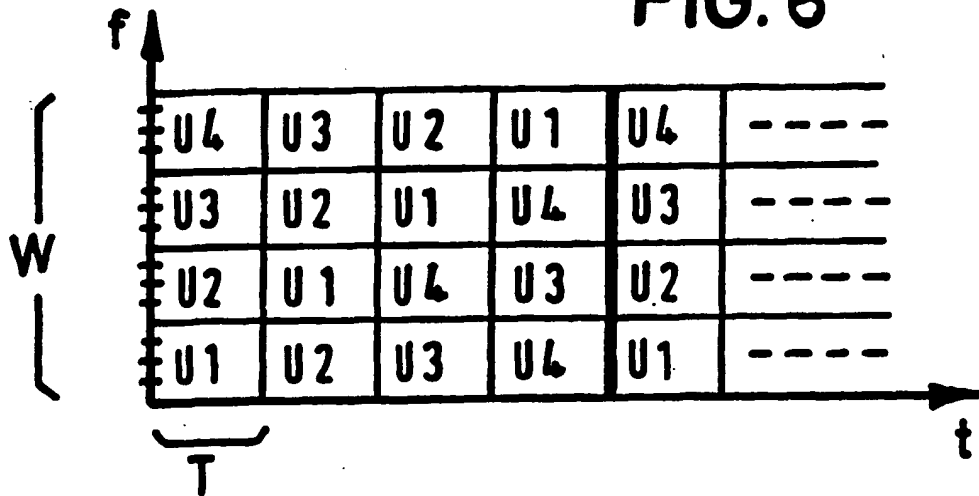 FIG. 6
f
U4 U3 U2 U1 U4 ----
U3 U2 U1 U4 U3 ----
W
U2 U1 U4 U3 U2 ----
U1 U2 U3 U4 U1 ----
t
T